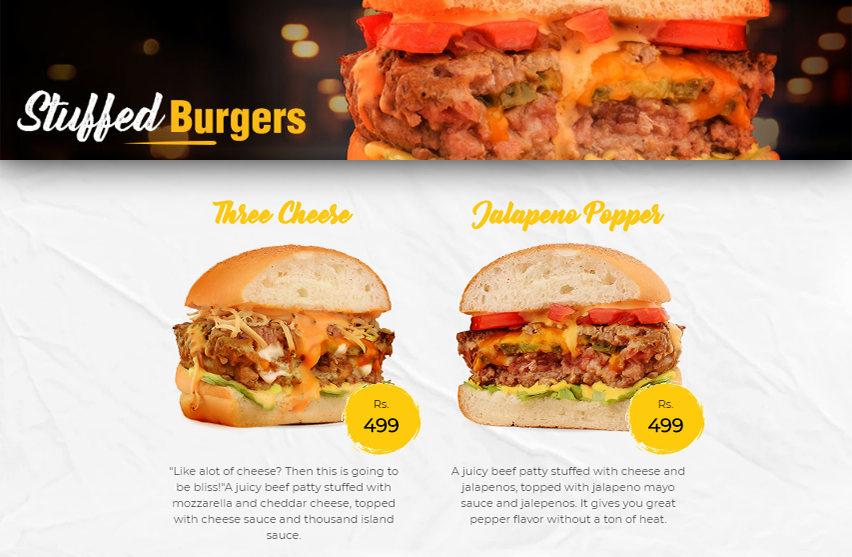 Stuffed Burgers
Three Cheese
Jalapeno Popper
Rs.
499
Rs.
499
"Like alot of cheese? Then this is going to
be bliss!"A juicy beef patty stuffed with
mozzarella and cheddar cheese, topped
with cheese sauce and thousand island
sauce.
A juicy beef patty stuffed with cheese and
jalapenos, topped with jalapeno mayo
sauce and jalepenos. It gives you great
pepper flavor without a ton of heat.